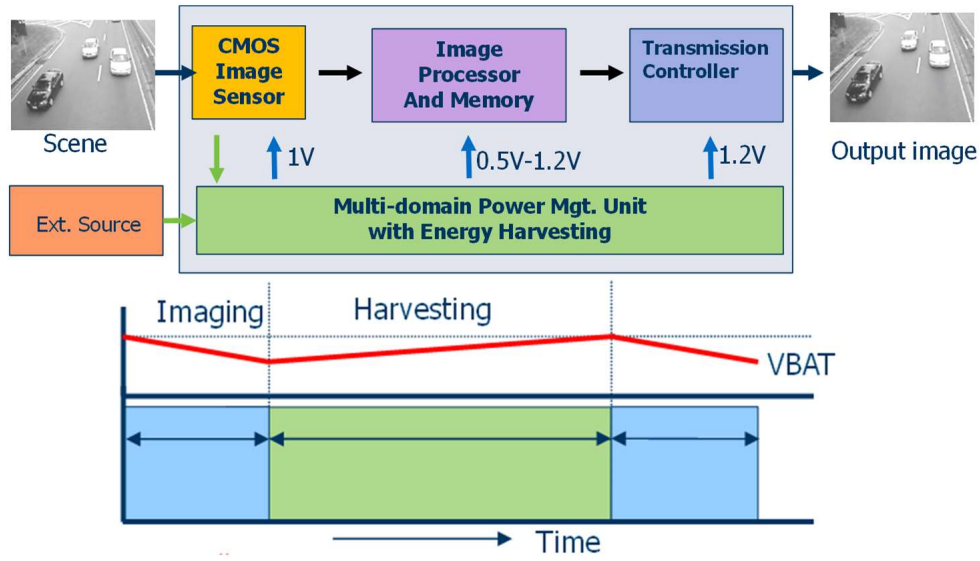 CMOS
Image
Sensor
Image
Processor
And Memory
Transmission
Controller
Scene
1V
0.5V-1.2V
1.2V
Output image
Ext. Source
Multi-domain Power Mgt. Unit
with Energy Harvesting
Imaging
Harvesting
VBAT
Time